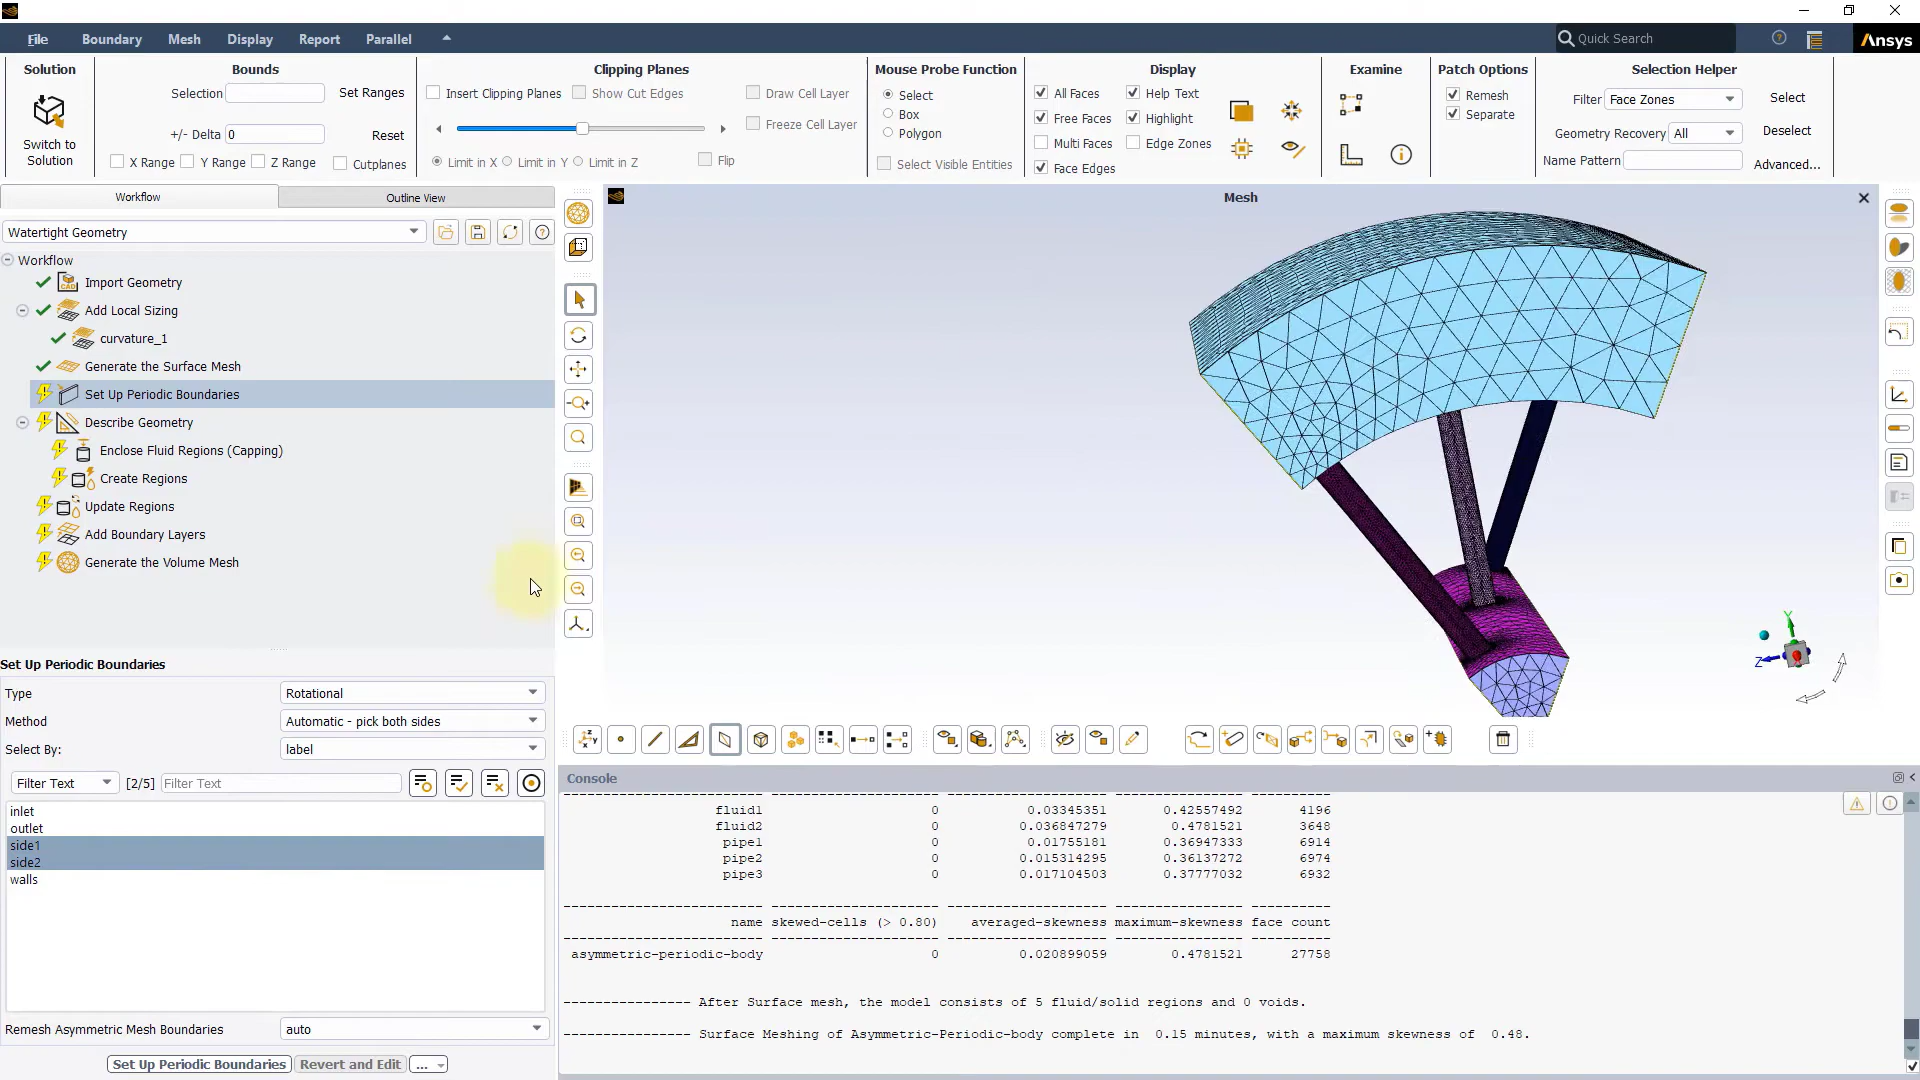 File Boundary Mesh Display Report Parallel Quick Search Ansys
Solution Bounds Clipping Planes Mouse Probe Function Display Examine Patch Options Selection Helper
Switch to Solution
Selection Set Ranges
+/- Delta 0 Reset
X Range Y Range Z Range Cutplanes
Insert Clipping Planes Show Cut Edges Draw Cell Layer
Freeze Cell Layer
Limit in X Limit in Y Limit in Z Flip
Select
Box
Polygon
Select Visible Entities
All Faces Help Text
Free Faces Highlight
Multi Faces Edge Zones
Face Edges
Remesh
Separate
Filter Face Zones Select
Geometry Recovery All Deselect
Name Pattern Advanced...
Workflow Outline View
Watertight Geometry
Workflow
Import Geometry
Add Local Sizing
curvature_1
Generate the Surface Mesh
Set Up Periodic Boundaries
Describe Geometry
Enclose Fluid Regions (Capping)
Create Regions
Update Regions
Add Boundary Layers
Generate the Volume Mesh
Set Up Periodic Boundaries
Type Rotational
Method Automatic - pick both sides
Select By: label
Filter Text [2/5] Filter Text
inlet
outlet
side1
side2
walls
Remesh Asymmetric Mesh Boundaries auto
Set Up Periodic Boundaries Revert and Edit ...
Mesh
Y
Z
Console
fluid1 0 0.03345351 0.42557492 4196
fluid2 0 0.036847279 0.4781521 3648
pipe1 0 0.01755181 0.36947333 6914
pipe2 0 0.015314295 0.36137272 6974
pipe3 0 0.017104503 0.37777032 6932
name skewed-cells (> 0.80) averaged-skewness maximum-skewness face count
asymmetric-periodic-body 0 0.020899059 0.4781521 27758
--------------- After Surface mesh, the model consists of 5 fluid/solid regions and 0 voids.
--------------- Surface Meshing of Asymmetric-Periodic-body complete in 0.15 minutes, with a maximum skewness of 0.48.